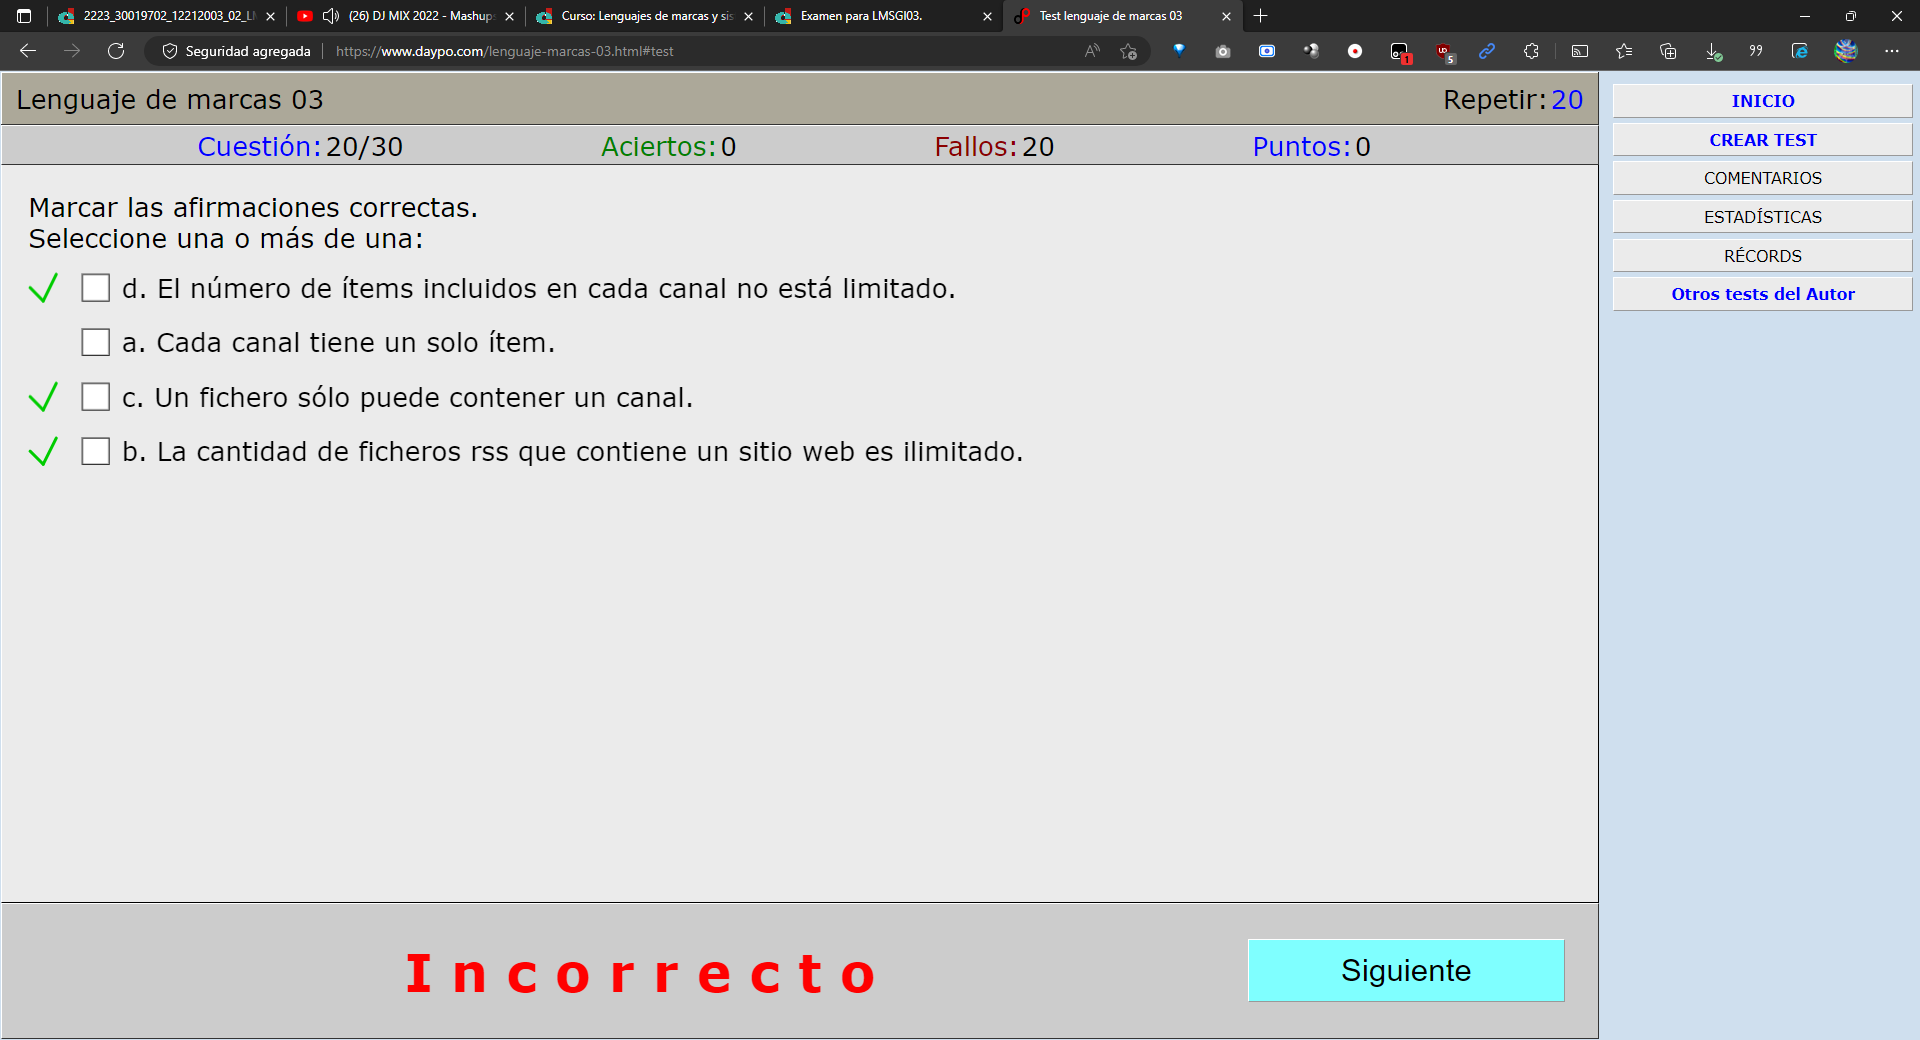 2223_30019702_12212003_02_L
(26) DJ MIX 2022 - Mashup
Curso: Lenguajes de marcas y si
Examen para LMSGI03.
Test lenguaje de marcas 03
Seguridad agregada
https://www.daypo.com/lenguaje-marcas-03.html#test
1
5
Lenguaje de marcas 03
Repetir: 20
Cuestión: 20/30
Aciertos: 0
Fallos: 20
Puntos: 0
Marcar las afirmaciones correctas.
Seleccione una o más de una:
d. El número de ítems incluidos en cada canal no está limitado.
a. Cada canal tiene un solo ítem.
c. Un fichero sólo puede contener un canal.
b. La cantidad de ficheros rss que contiene un sitio web es ilimitado.
Incorrecto
Siguiente
INICIO
CREAR TEST
COMENTARIOS
ESTADÍSTICAS
RÉCORDS
Otros tests del Autor